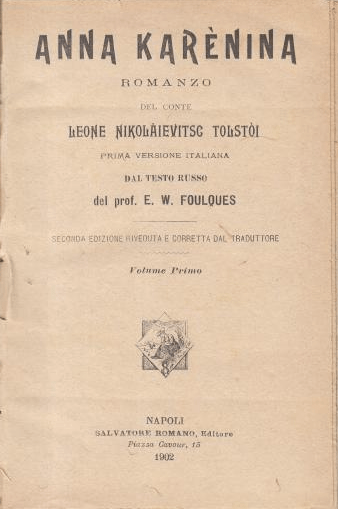 ANNA KARÈNINA
ROMANZO
DEL CONTE
LEONE NIKOLÀIEVITSC TOLSTÒI
PRIMA VERSIONE ITALIANA
DAL TESTO RUSSO
del prof. E. W. FOULQUES
SECONDA EDIZIONE RIVEDUTA E CORRETTA DAL TRADUTTORE
Volume Primo
NAPOLI
SALVATORE ROMANO, Editore
Piazza Cavour, 15
1902